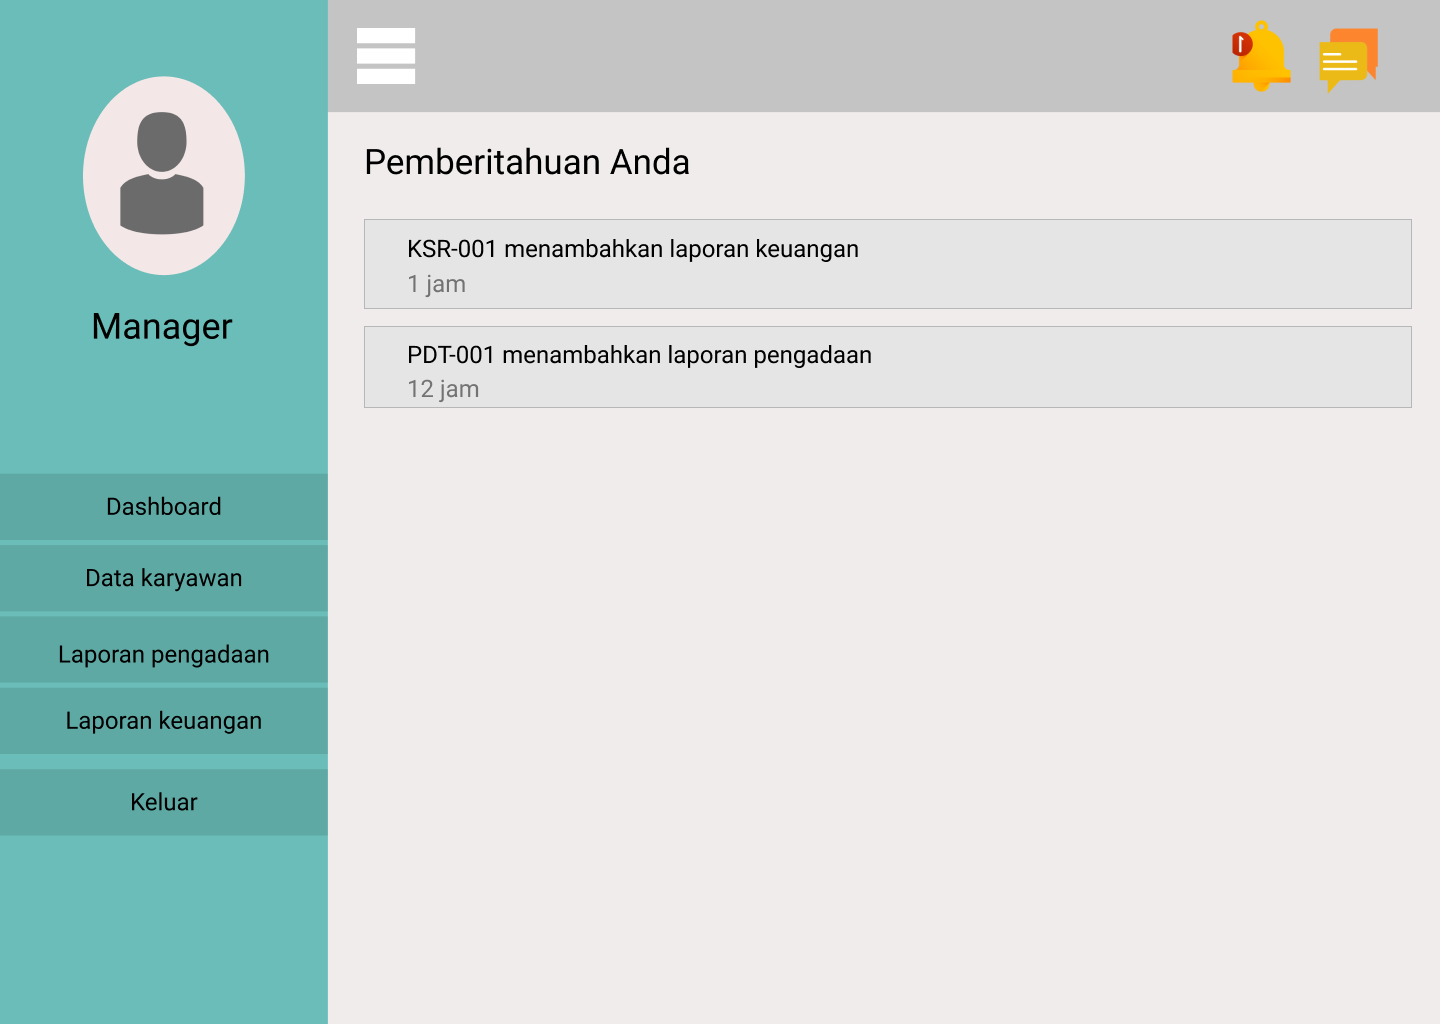 Manager
Dashboard
Data karyawan
Laporan pengadaan
Laporan keuangan
Keluar
1
Pemberitahuan Anda
KSR-001 menambahkan laporan keuangan
1 jam
PDT-001 menambahkan laporan pengadaan
12 jam